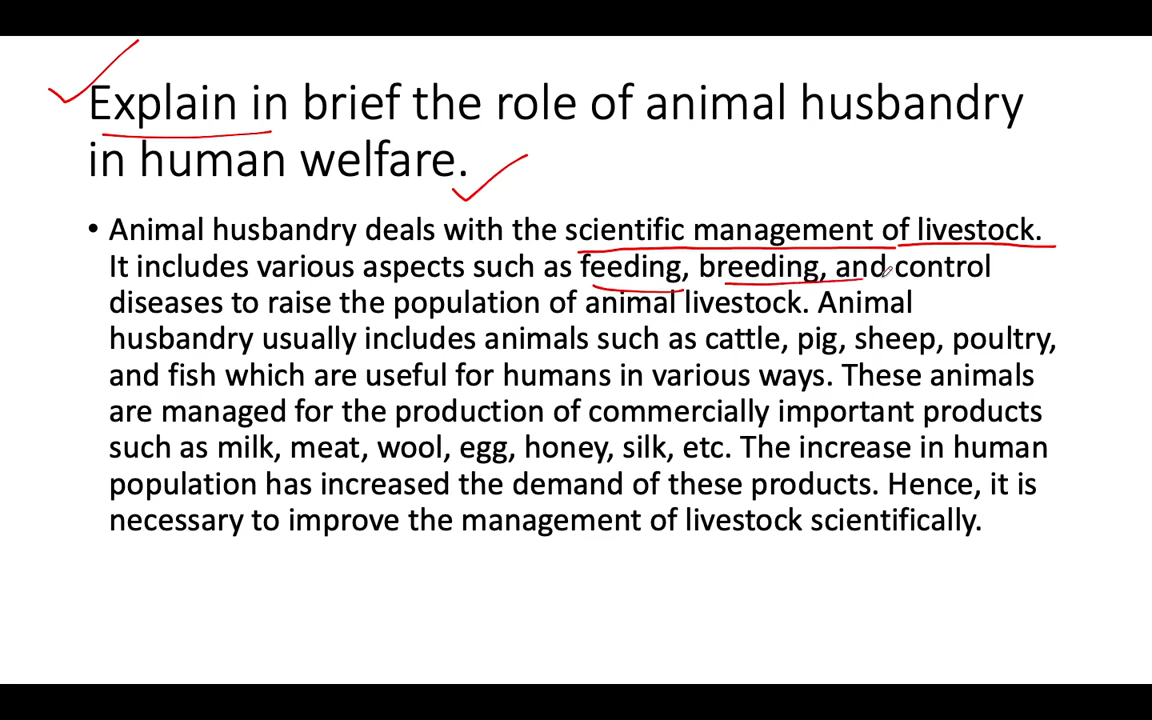 Explain in brief the role of animal husbandry
in human welfare.
• Animal husbandry deals with the scientific management of livestock.
It includes various aspects such as feeding, breeding, and control
diseases to raise the population of animal livestock. Animal
husbandry usually includes animals such as cattle, pig, sheep, poultry,
and fish which are useful for humans in various ways. These animals
are managed for the production of commercially important products
such as milk, meat, wool, egg, honey, silk, etc. The increase in human
population has increased the demand of these products. Hence, it is
necessary to improve the management of livestock scientifically.